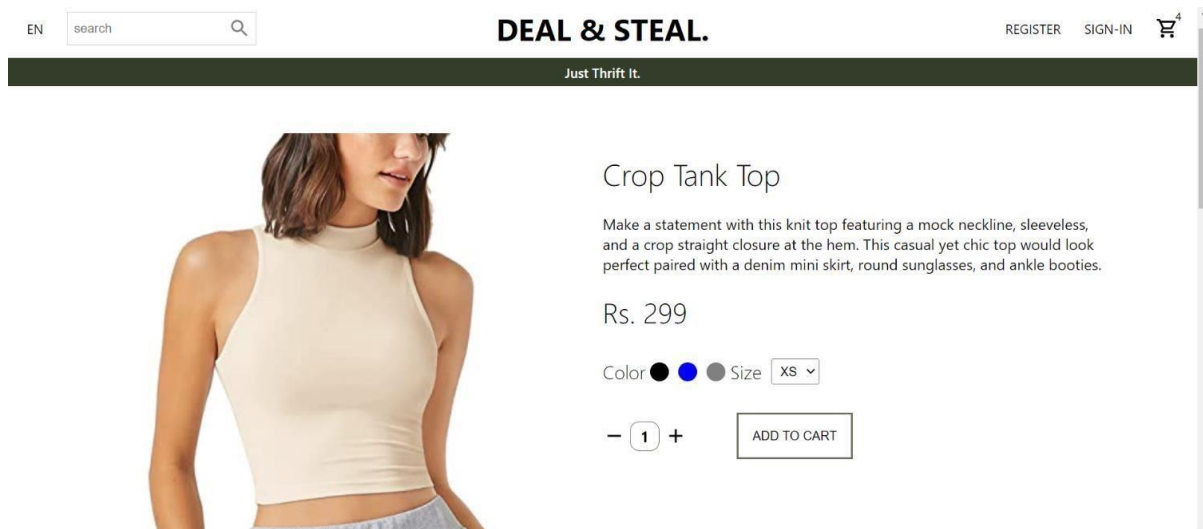 EN
search
DEAL & STEAL.
REGISTER
SIGN-IN
4
Just Thrift It.
Crop Tank Top
Make a statement with this knit top featuring a mock neckline, sleeveless,
and a crop straight closure at the hem. This casual yet chic top would look
perfect paired with a denim mini skirt, round sunglasses, and ankle booties.
Rs. 299
Color Size XS
1
ADD TO CART